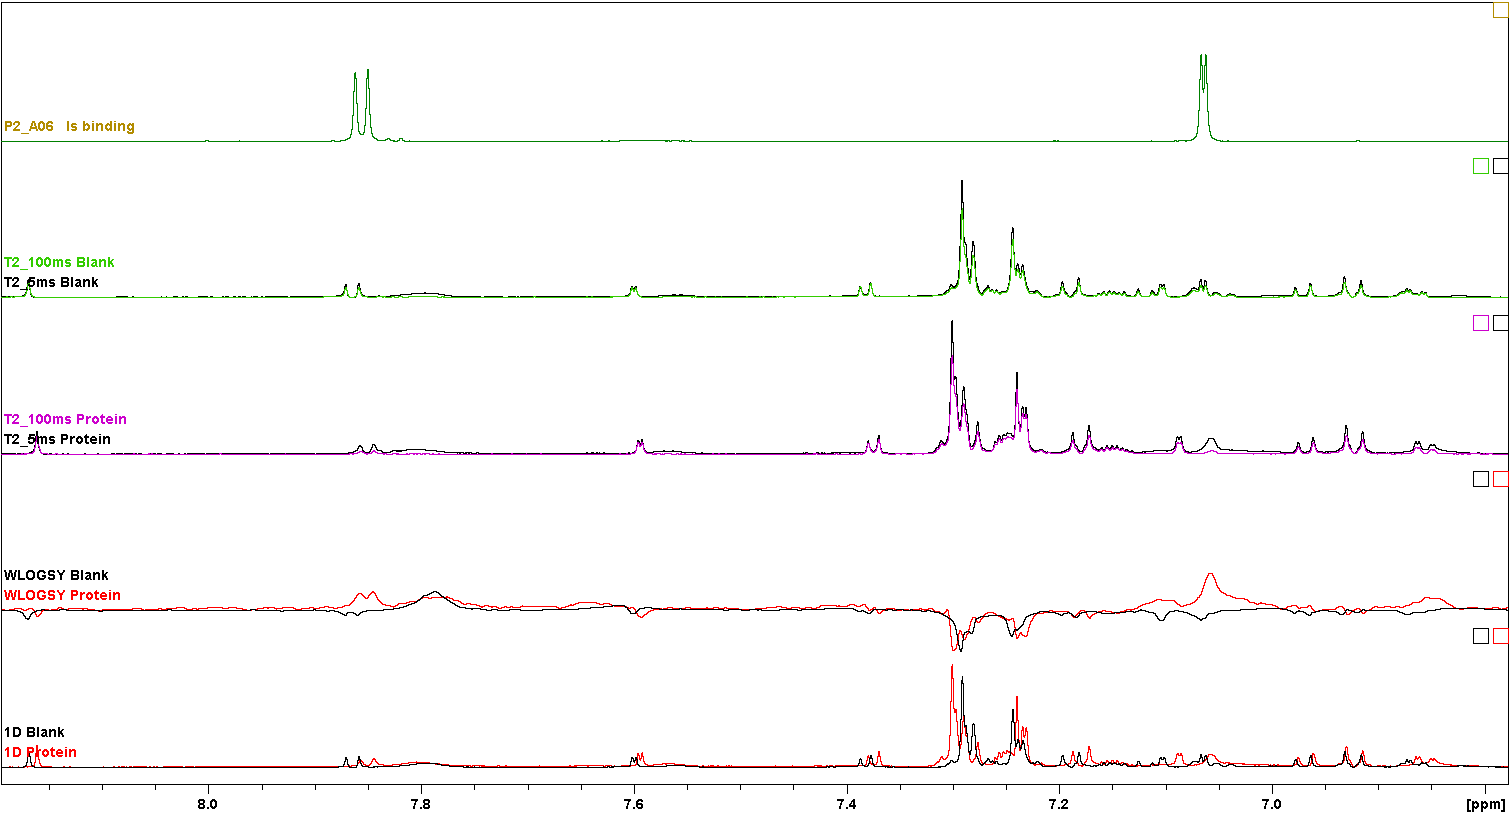 P2_A06 Is binding
T2_100ms Blank
T2_5ms Blank
T2_100ms Protein
T2_5ms Protein
WLOGSY Blank
WLOGSY Protein
1D Blank
1D Protein
8.0 7.8 7.6 7.4 7.2 7.0 [ppm]